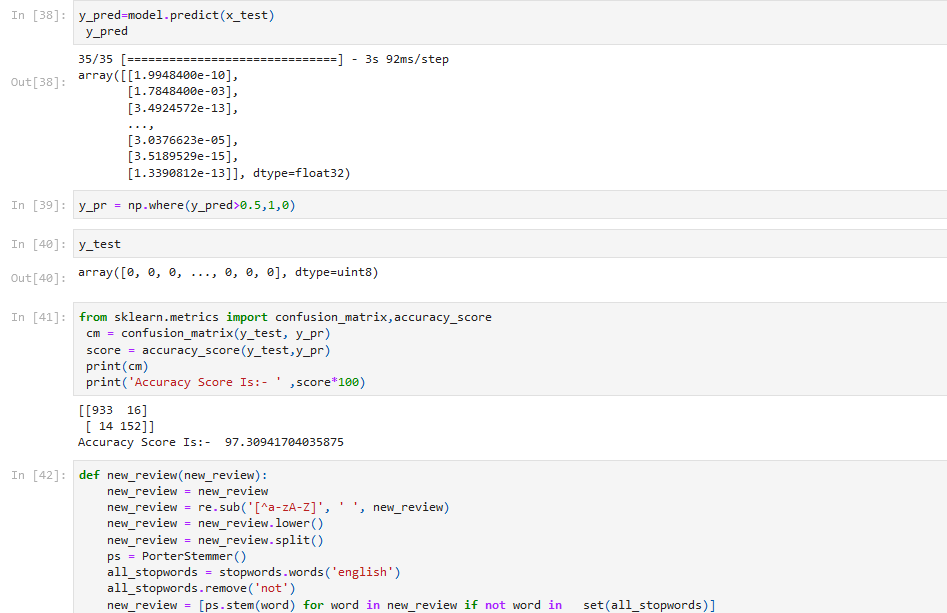 In [38]: y_pred=model.predict(x_test)
y_pred
35/35 [==============================] - 3s 92ms/step
Out[38]: array([[1.9948400e-10],
[1.7848400e-03],
[3.4924572e-13],
...,
[3.0376623e-05],
[3.5189529e-15],
[1.3390812e-13]], dtype=float32)
In [39]: y_pr = np.where(y_pred>0.5,1,0)
In [40]: y_test
Out[40]: array([0, 0, 0, ..., 0, 0, 0], dtype=uint8)
In [41]: from sklearn.metrics import confusion_matrix,accuracy_score
cm = confusion_matrix(y_test, y_pr)
score = accuracy_score(y_test,y_pr)
print(cm)
print('Accuracy Score Is:- ' ,score*100)
[[933  16]
[ 14 152]]
Accuracy Score Is:-  97.30941704035875
In [42]: def new_review(new_review):
new_review = new_review
new_review = re.sub('[^a-zA-Z]', ' ', new_review)
new_review = new_review.lower()
new_review = new_review.split()
ps = PorterStemmer()
all_stopwords = stopwords.words('english')
all_stopwords.remove('not')
new_review = [ps.stem(word) for word in new_review if not word in   set(all_stopwords)]